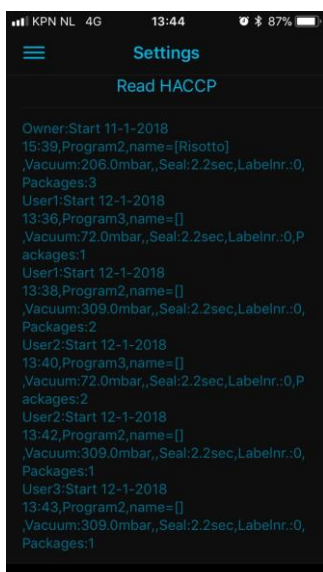 KPN NL 4G 13:44 87%
Settings
Read HACCP
Owner:Start 11-1-2018
15:39,Program2,name=[Risotto]
,Vacuum:206.0mbar,,Seal:2.2sec,Labelnr.:0,
Packages:3
User1:Start 12-1-2018
13:36,Program3,name=[]
,Vacuum:72.0mbar,,Seal:2.2sec,Labelnr.:0,P
ackages:1
User1:Start 12-1-2018
13:38,Program2,name=[]
,Vacuum:309.0mbar,,Seal:2.2sec,Labelnr.:0,
Packages:2
User2:Start 12-1-2018
13:40,Program3,name=[]
,Vacuum:72.0mbar,,Seal:2.2sec,Labelnr.:0,P
ackages:2
User2:Start 12-1-2018
13:42,Program2,name=[]
,Vacuum:309.0mbar,,Seal:2.2sec,Labelnr.:0,
Packages:1
User3:Start 12-1-2018
13:43,Program2,name=[]
,Vacuum:309.0mbar,,Seal:2.2sec,Labelnr.:0,
Packages:1